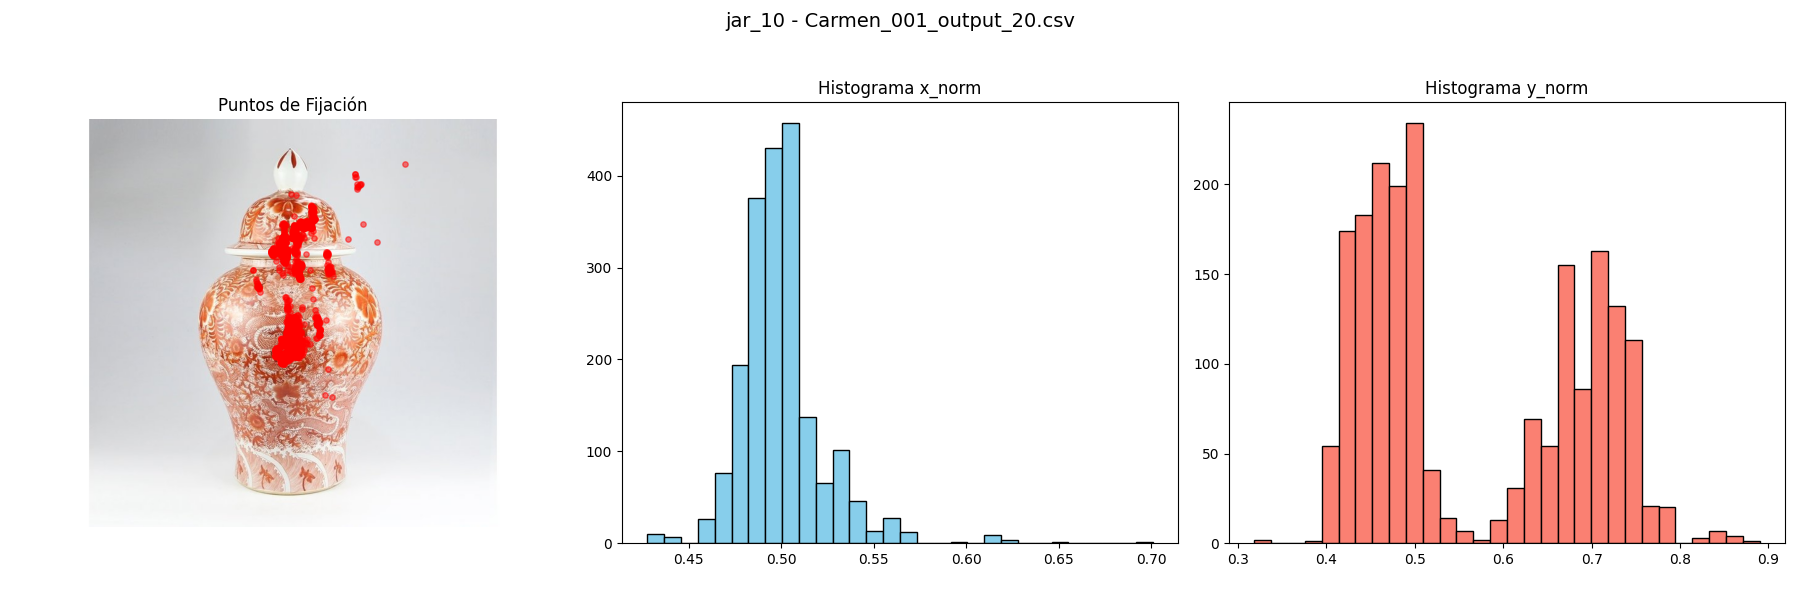 jar_10 - Carmen_001_output_20.csv
Puntos de Fijación
Histograma x_norm
400
300
200
100
0
0.45 0.50 0.55 0.60 0.65 0.70
Histograma y_norm
200
150
100
50
0
0.3 0.4 0.5 0.6 0.7 0.8 0.9